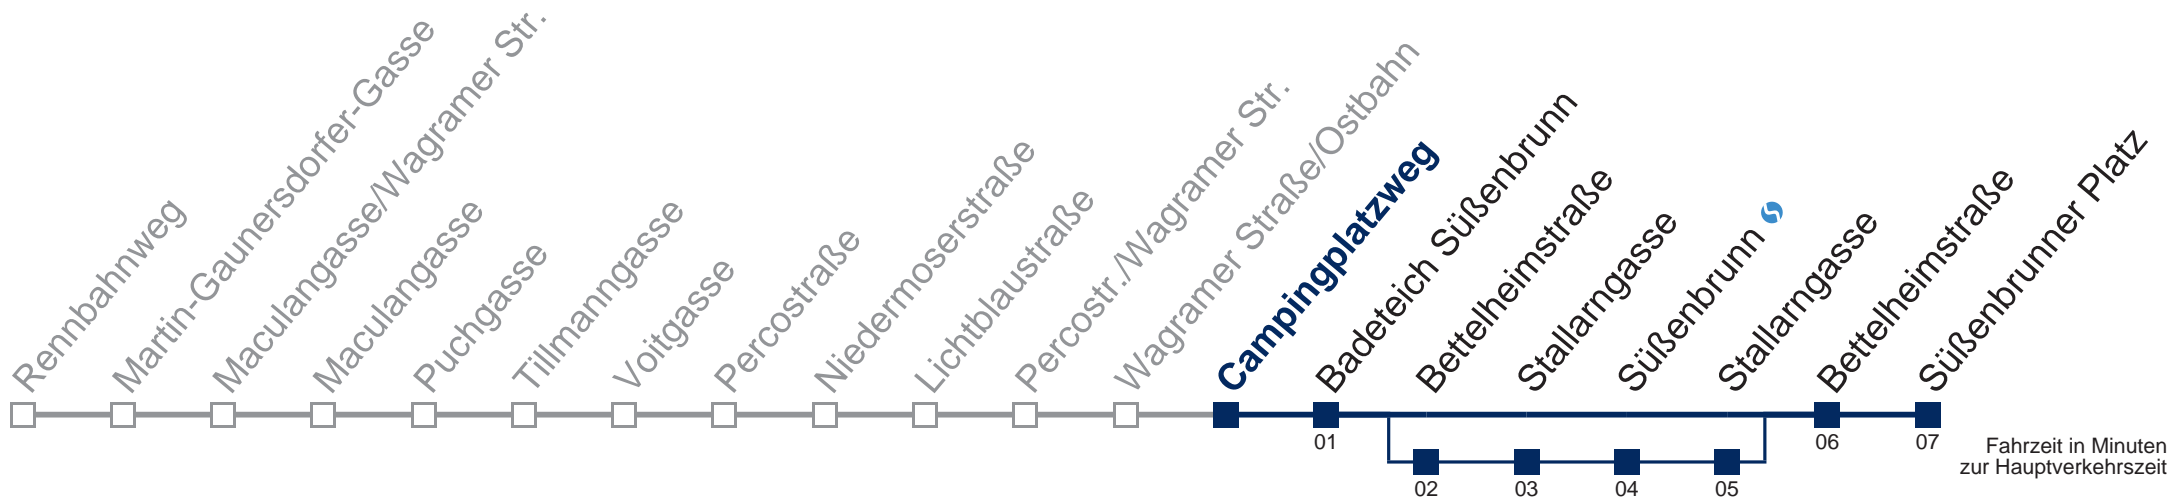 Rennbahnweg
Martin-Gaunersdorfer-Gasse
Maculangasse/Wagramer Str.
Maculangasse
Puchgasse
Tillmanngasse
Voitgasse
Percostraße
Niedermoserstraße
Lichtblaustraße
Percostr./Wagramer Str.
Wagramer Straße/Ostbahn
Campingplatzweg
Badeteich Süßenbrunn
Bettelheimstraße
Stallarngasse
Süßenbrunn
Stallarngasse
Bettelheimstraße
Süßenbrunner Platz
01
06
07
02
03
04
05
Fahrzeit in Minuten
zur Hauptverkehrszeit